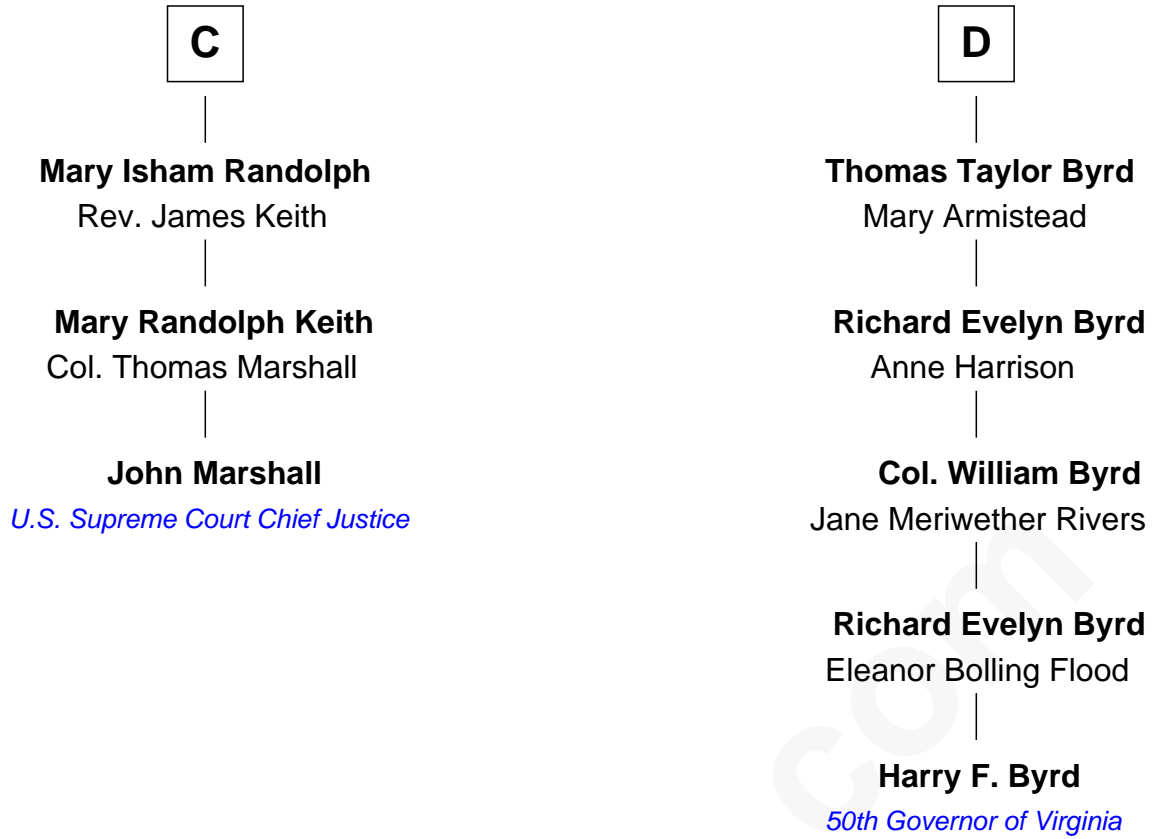 C
Mary Isham Randolph
Rev. James Keith
Mary Randolph Keith
Col. Thomas Marshall
John Marshall
U.S. Supreme Court Chief Justice
D
Thomas Taylor Byrd
Mary Armistead
Richard Evelyn Byrd
Anne Harrison
Col. William Byrd
Jane Meriwether Rivers
Richard Evelyn Byrd
Eleanor Bolling Flood
Harry F. Byrd
50th Governor of Virginia
com